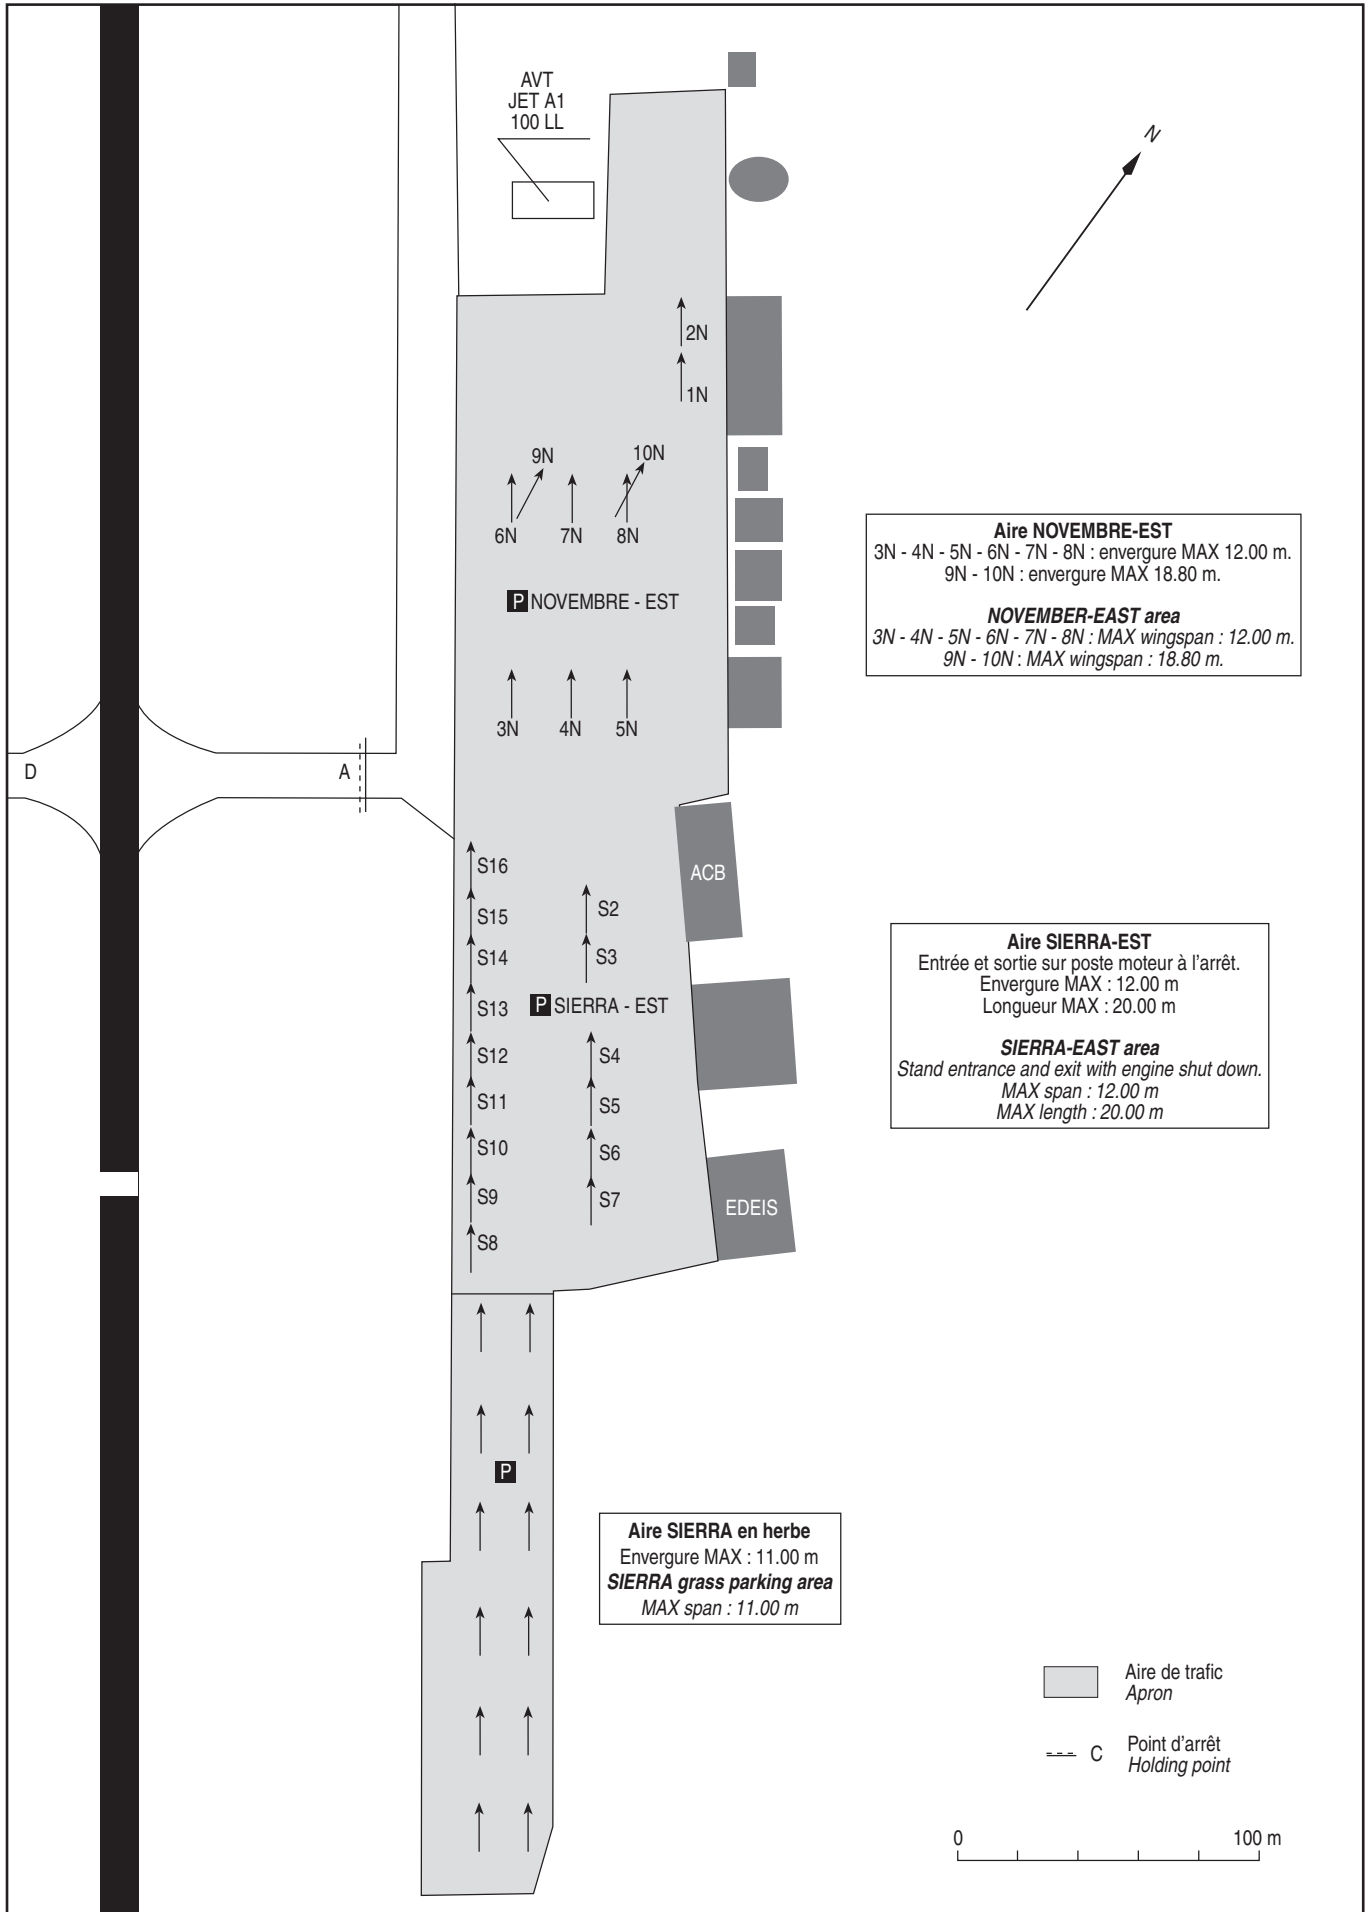 AVT
JET A1
100 LL
N
2N
1N
9N
10N
6N
7N
8N
P NOVEMBRE - EST
3N
4N
5N
Aire NOVEMBRE-EST
3N - 4N - 5N - 6N - 7N - 8N : envergure MAX 12.00 m.
9N - 10N : envergure MAX 18.80 m.
NOVEMBER-EAST area
3N - 4N - 5N - 6N - 7N - 8N : MAX wingspan : 12.00 m.
9N - 10N : MAX wingspan : 18.80 m.
D
A
ACB
S16
S15
S14
S13
S12
S11
S10
S9
S8
S2
S3
P SIERRA - EST
S4
S5
S6
S7
EDEIS
Aire SIERRA-EST
Entrée et sortie sur poste moteur à l'arrêt.
Envergure MAX : 12.00 m
Longueur MAX : 20.00 m
SIERRA-EAST area
Stand entrance and exit with engine shut down.
MAX span : 12.00 m
MAX length : 20.00 m
P
Aire SIERRA en herbe
Envergure MAX : 11.00 m
SIERRA grass parking area
MAX span : 11.00 m
Aire de trafic
Apron
C
Point d'arrêt
Holding point
0
100 m